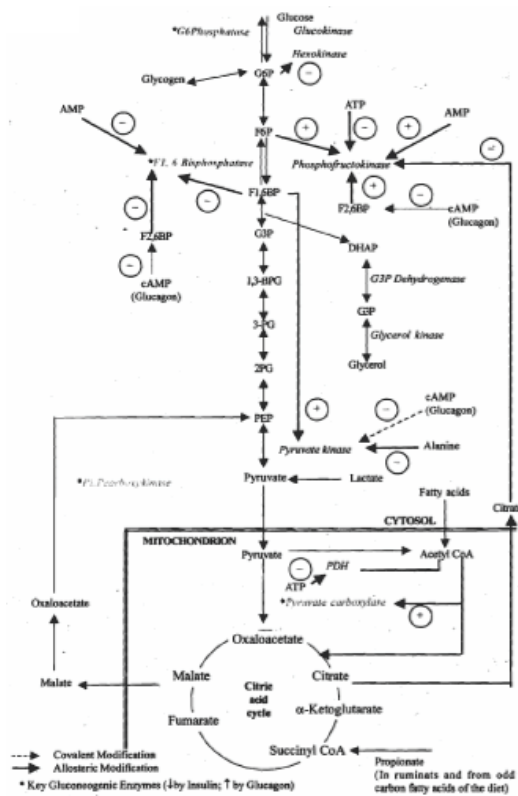 Glucose
*G6Phosphatase
Glucokinase
Hexokinase
G6P
−
Glycogen
AMP
−
ATP
AMP
F6P
+
−
+
*F1, 6 Bisphosphatase
Phosphofructokinase
−
F1,6BP
+
−
−
F2,6BP
cAMP
(Glucagon)
F2,6BP
G3P
DHAP
−
cAMP
(Glucagon)
1,3-BPG
G3P Dehydrogenase
3-PG
G3P
Glycerol kinase
2PG
Glycerol
cAMP
(Glucagon)
PEP
+
−
Pyruvate kinase
Alanine
−
Pyruvate
Lactate
Fatty acids
Citrate
CYTOSOL
MITOCHONDRION
Pyruvate
Acetyl CoA
−
PDH
ATP
*Pyruvate carboxylate
+
Oxaloacetate
Oxaloacetate
Malate
Malate
Citric
acid
cycle
Citrate
α-Ketoglutarate
Fumarate
Succinyl CoA
Propionate
(In ruminats and from odd
carbon fatty acids of the diet)
Covalent Modification
Allosteric Modification
* Key Gluconeogenic Enzymes (↓by Insulin; ↑ by Glucagon)